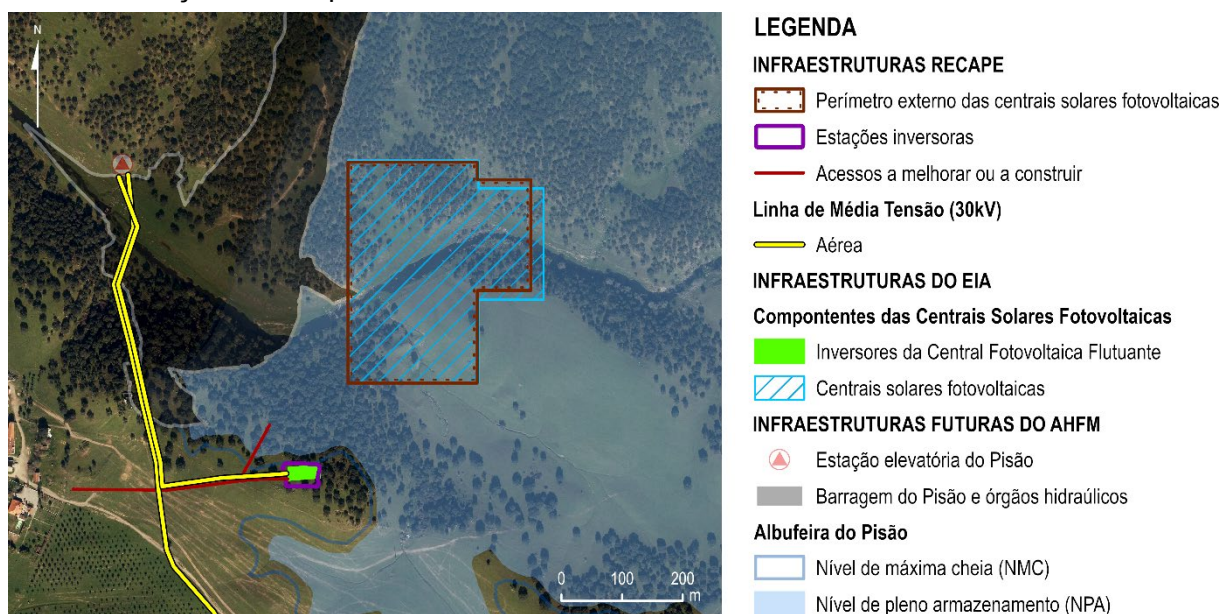 N
0 100 200
m
LEGENDA
INFRAESTRUTURAS RECAPE
Perímetro externo das centrais solares fotovoltaicas
Estações inversoras
Acessos a melhorar ou a construir
Linha de Média Tensão (30kV)
Aérea
INFRAESTRUTURAS DO EIA
Compontentes das Centrais Solares Fotovoltaicas
Inversores da Central Fotovoltaica Flutuante
Centrais solares fotovoltaicas
INFRAESTRUTURAS FUTURAS DO AHFM
Estação elevatória do Pisão
Barragem do Pisão e órgãos hidraúlicos
Albufeira do Pisão
Nível de máxima cheia (NMC)
Nível de pleno armazenamento (NPA)